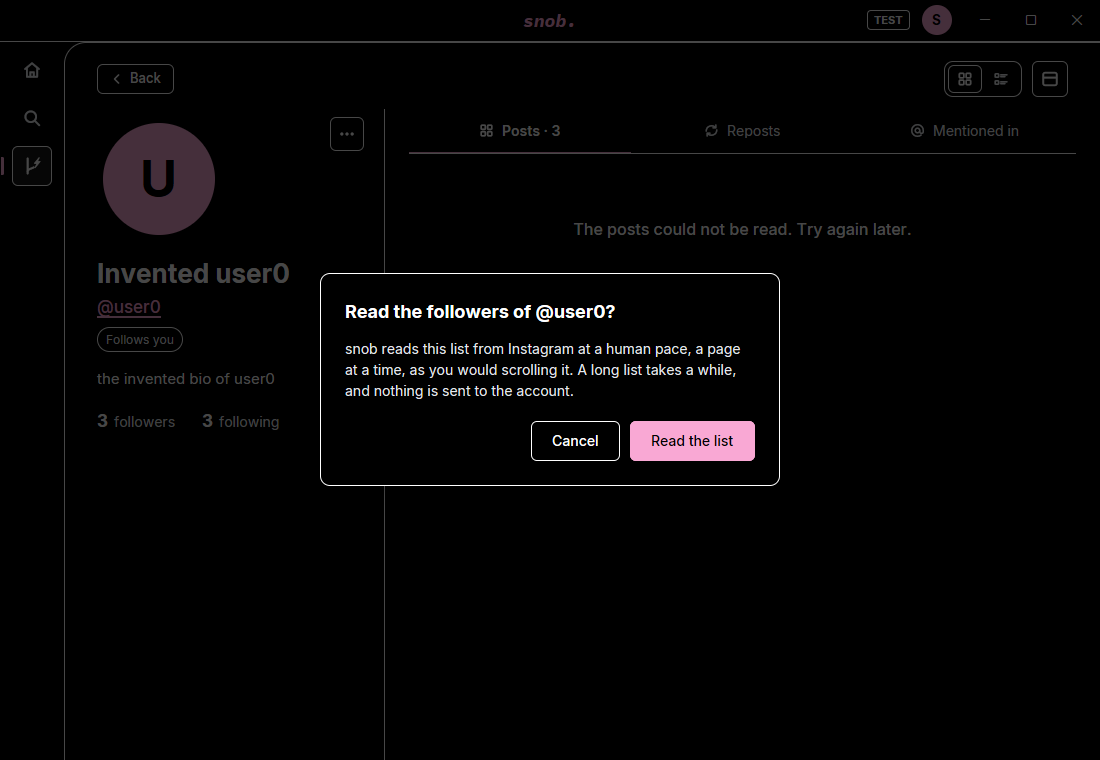 snob.
TEST
S
Back
U
Posts · 3
Reposts
Mentioned in
The posts could not be read. Try again later.
Invented user0
@user0
Follows you
the invented bio of user0
3 followers
3 following
Read the followers of @user0?
snob reads this list from Instagram at a human pace, a page
at a time, as you would scrolling it. A long list takes a while,
and nothing is sent to the account.
Cancel
Read the list